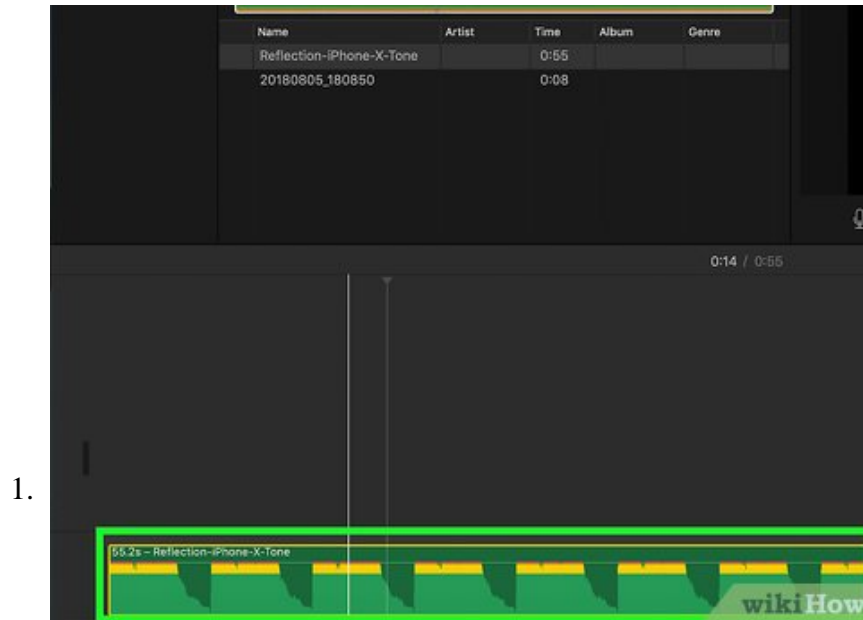 Name Artist Time Album Genre
Reflection-iPhone-X-Tone 0:55
20180805_180850 0:08
0:14 / 0:55
1.
55.2s – Reflection-iPhone-X-Tone
wikiHow